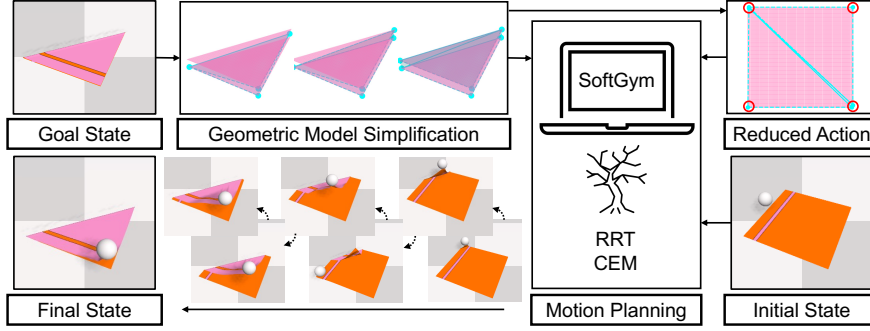 SoftGym
Goal State
Geometric Model Simplification
Reduced Action
RRT
CEM
Final State
Motion Planning
Initial State